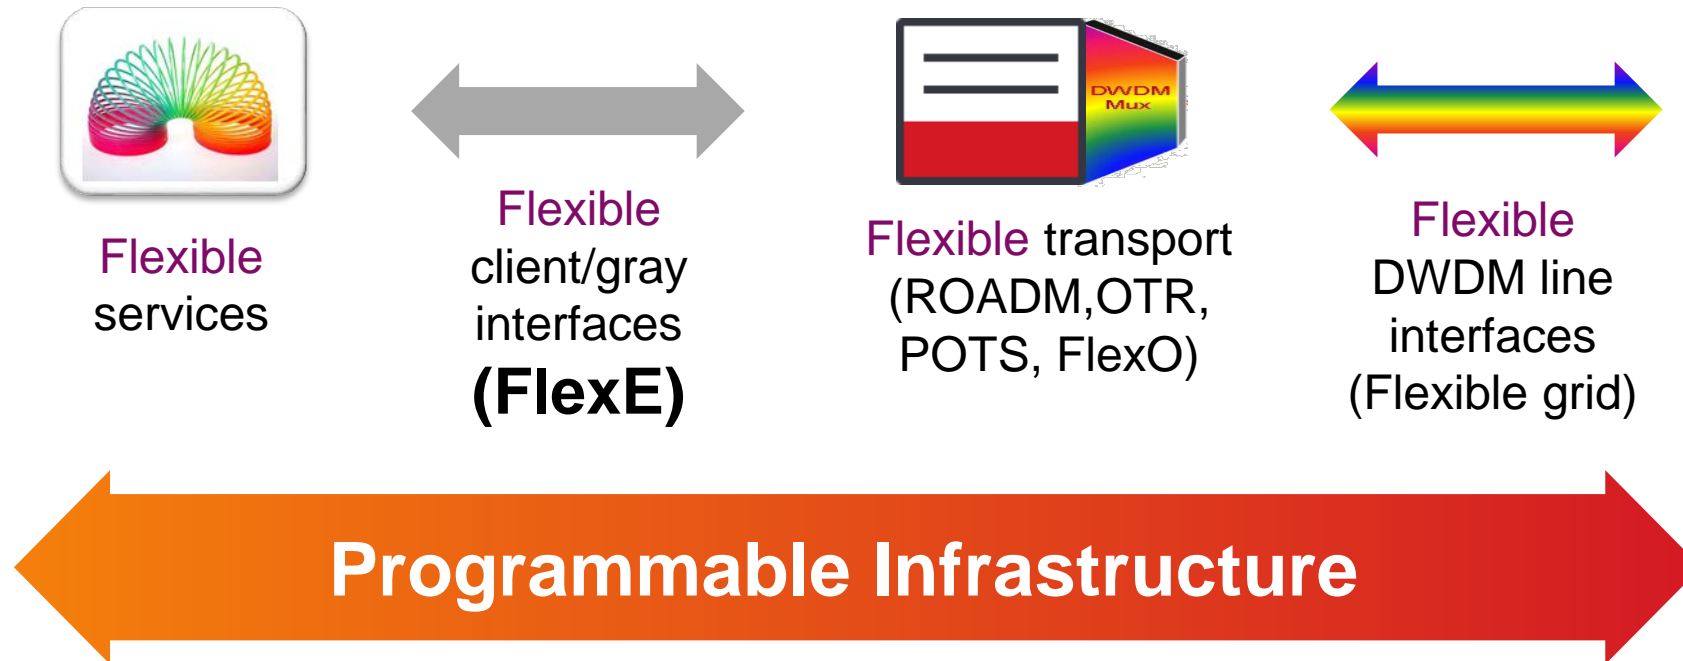 Flexible
services
Flexible
client/gray
interfaces
(FlexE)
DWDM
Mux
Flexible transport
(ROADM,OTR,
POTS, FlexO)
Flexible
DWDM line
interfaces
(Flexible grid)
Programmable Infrastructure